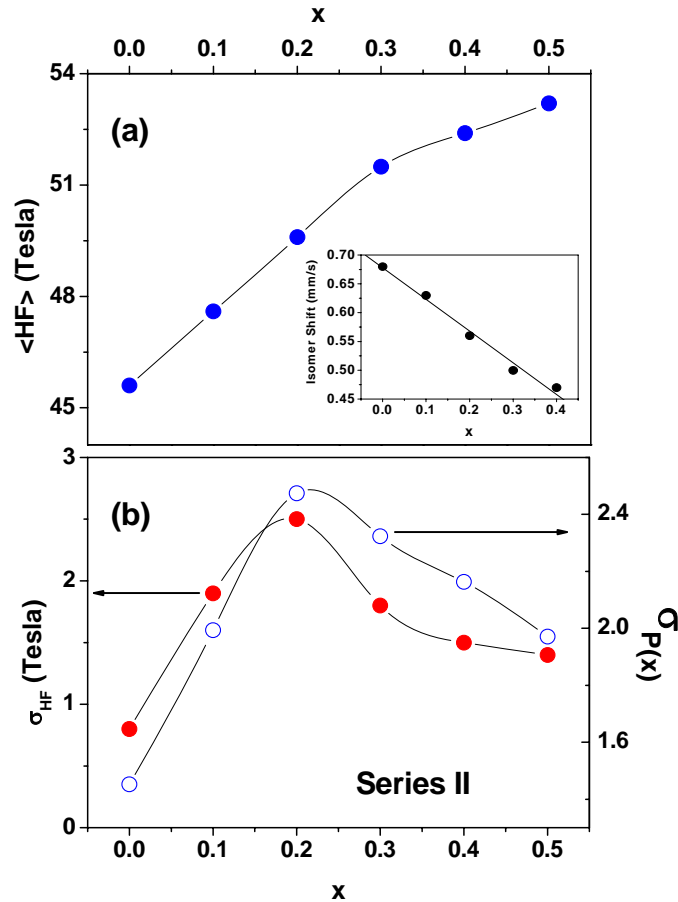 x
0.0 0.1 0.2 0.3 0.4 0.5
54
51
48
45
<HF> (Tesla)
(a)
0.70
0.65
0.60
0.55
0.50
0.45
Isomer Shift (mm/s)
0.0 0.1 0.2 0.3 0.4
x
3
2
1
0
σHF (Tesla)
(b)
2.4
2.0
1.6
σP(x)
Series II
0.0 0.1 0.2 0.3 0.4 0.5
x